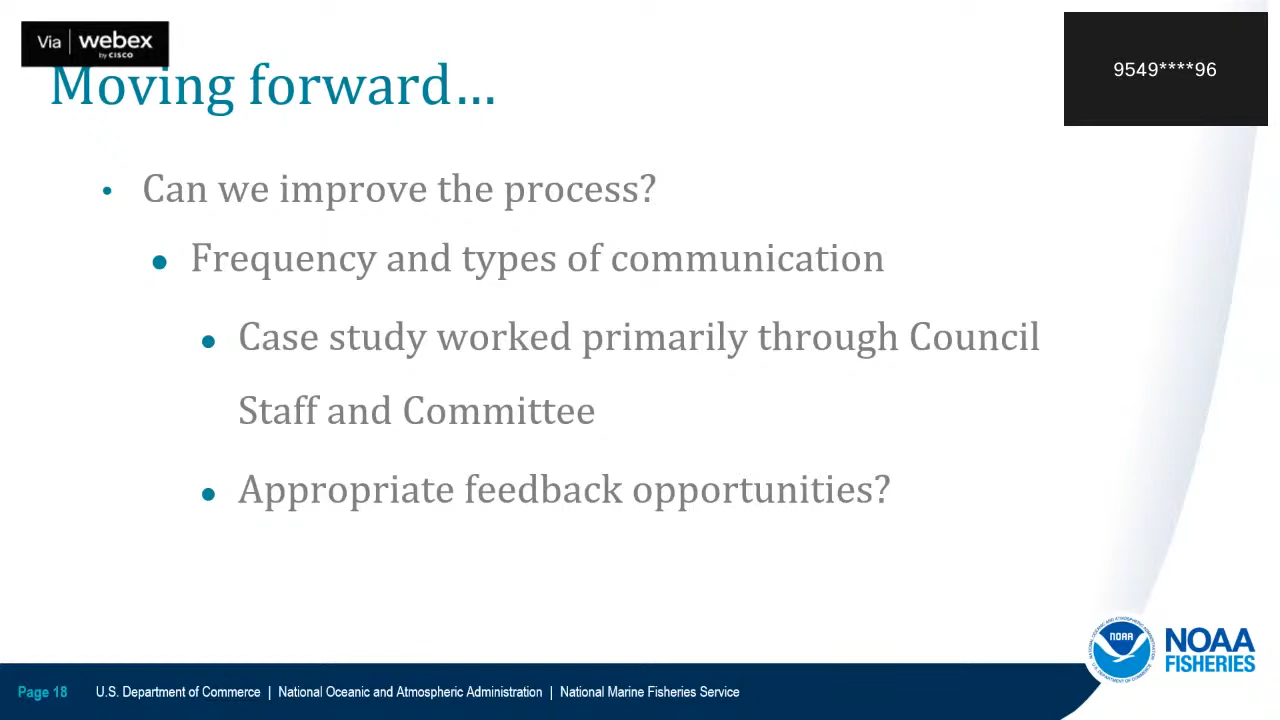 Via | webex
by CISCO
9549****96
Moving forward…
• Can we improve the process?
• Frequency and types of communication
• Case study worked primarily through Council
Staff and Committee
• Appropriate feedback opportunities?
NOAA
NOAA
FISHERIES
Page 18 U.S. Department of Commerce | National Oceanic and Atmospheric Administration | National Marine Fisheries Service